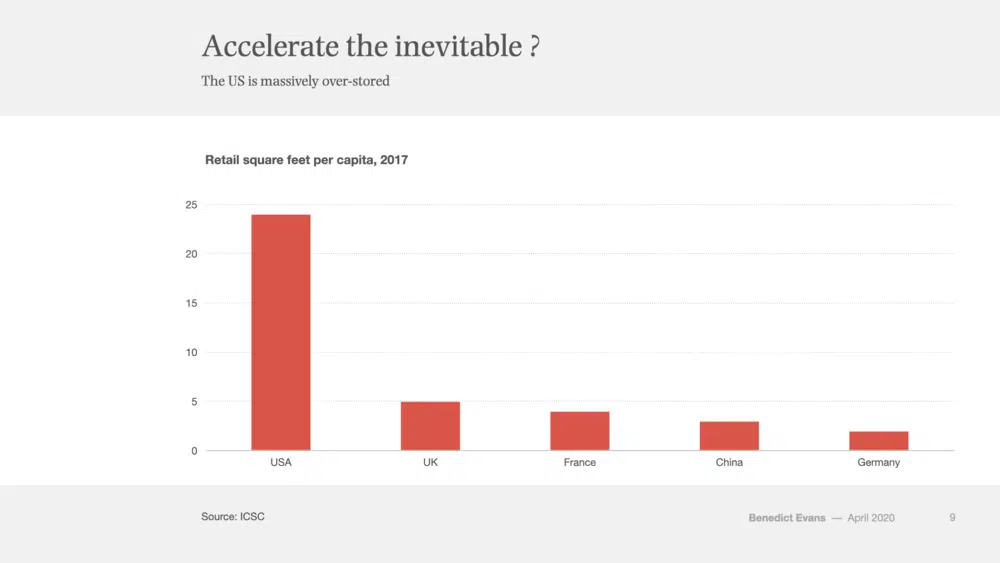 Accelerate the inevitable ?
The US is massively over-stored
Retail square feet per capita, 2017
25
20
15
10
5
0
USA UK France China Germany
Source: ICSC
Benedict Evans — April 2020 9